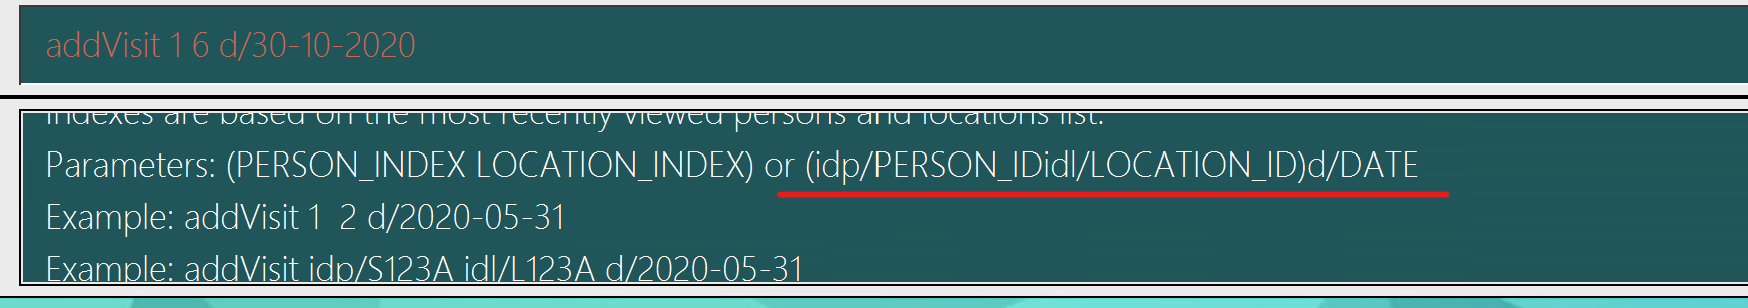 addVisit 1 6 d/30-10-2020
Indexes are based on the most recently viewed persons and locations list.
Parameters: (PERSON_INDEX LOCATION_INDEX) or (idp/PERSON_IDidl/LOCATION_ID)d/DATE
Example: addVisit 1  2 d/2020-05-31
Example: addVisit idp/S123A idl/L123A d/2020-05-31